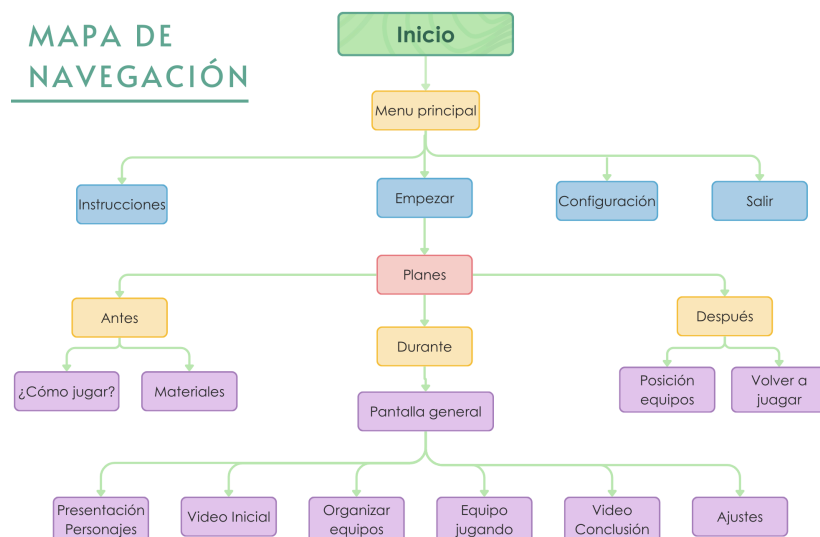 MAPA DE
NAVEGACIÓN
Inicio
Menu principal
Instrucciones
Empezar
Configuración
Salir
Planes
Antes
Durante
Después
¿Cómo jugar?
Materiales
Pantalla general
Posición
equipos
Volver a
juagar
Presentación
Personajes
Video Inicial
Organizar
equipos
Equipo
jugando
Video
Conclusión
Ajustes